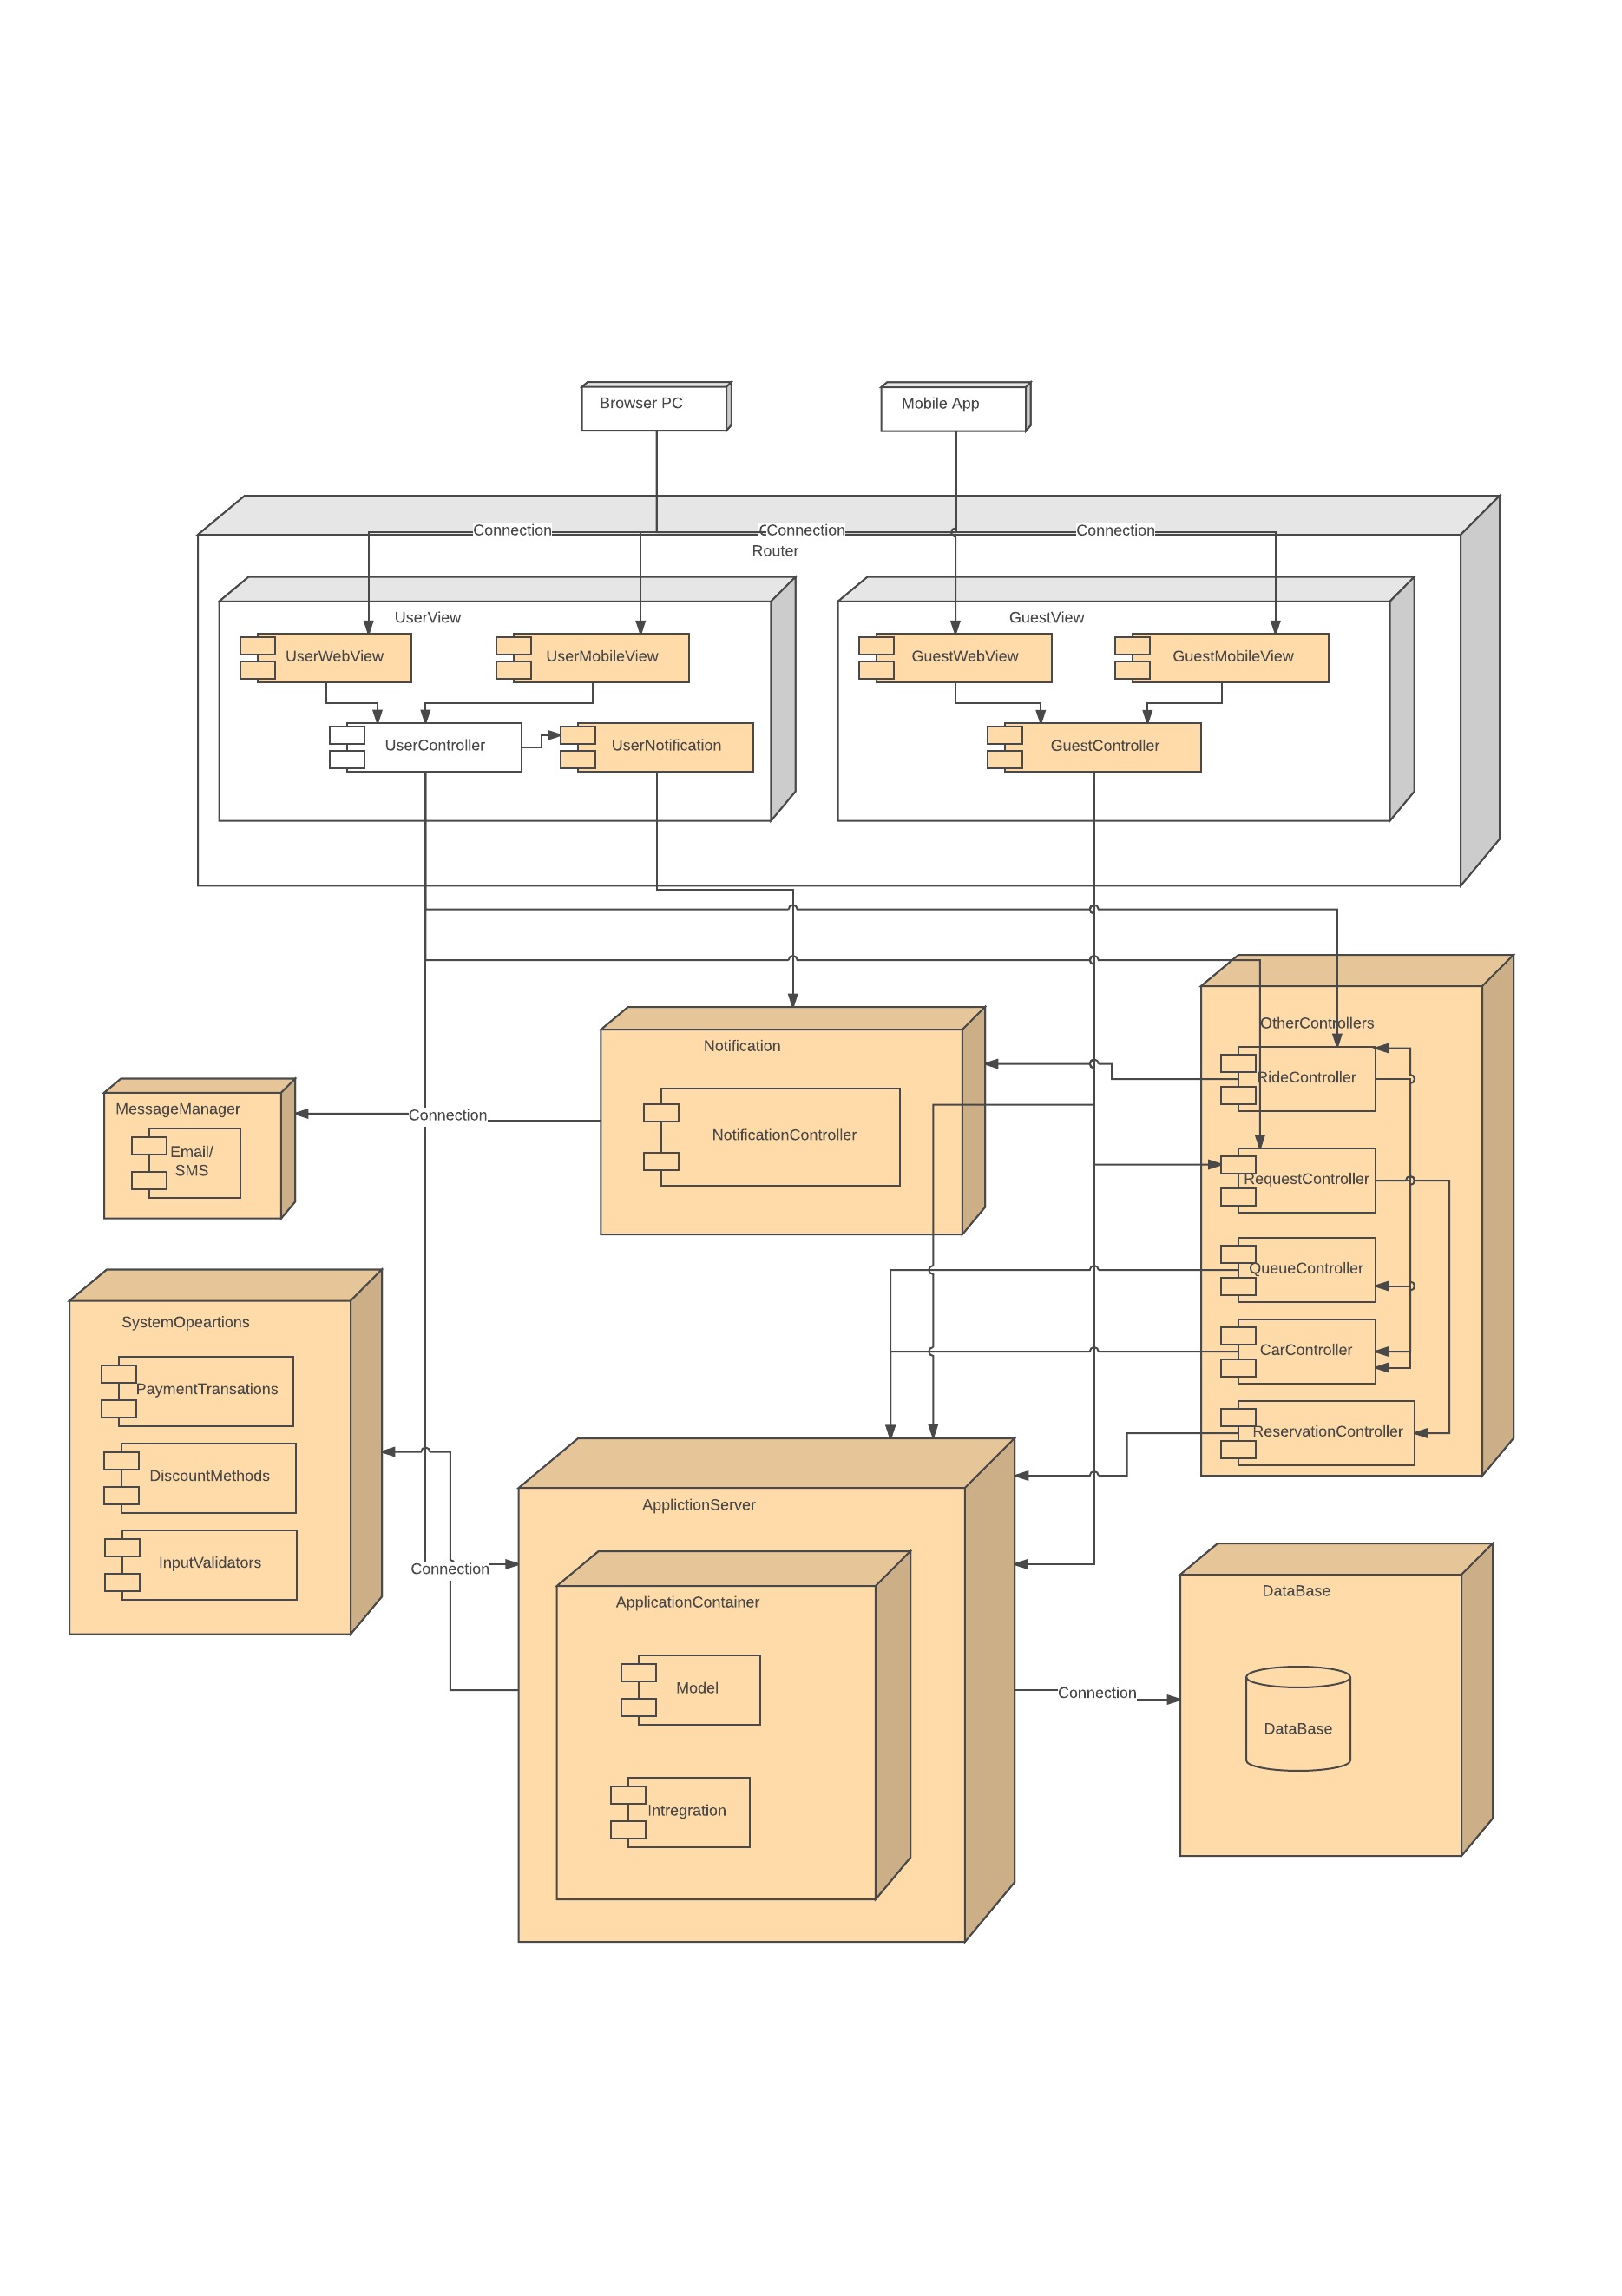 Browser PC
Mobile App
Connection
Connection
Connection
Router
UserView
GuestView
UserWebView
UserMobileView
GuestWebView
GuestMobileView
UserController
UserNotification
GuestController
OtherControllers
Notification
RideController
MessageManager
Connection
NotificationController
Email/
SMS
RequestController
QueueController
SystemOpeartions
CarController
PaymentTransations
ReservationController
DiscountMethods
ApplictionServer
InputValidators
Connection
DataBase
ApplicationContainer
Model
Connection
DataBase
Intregration